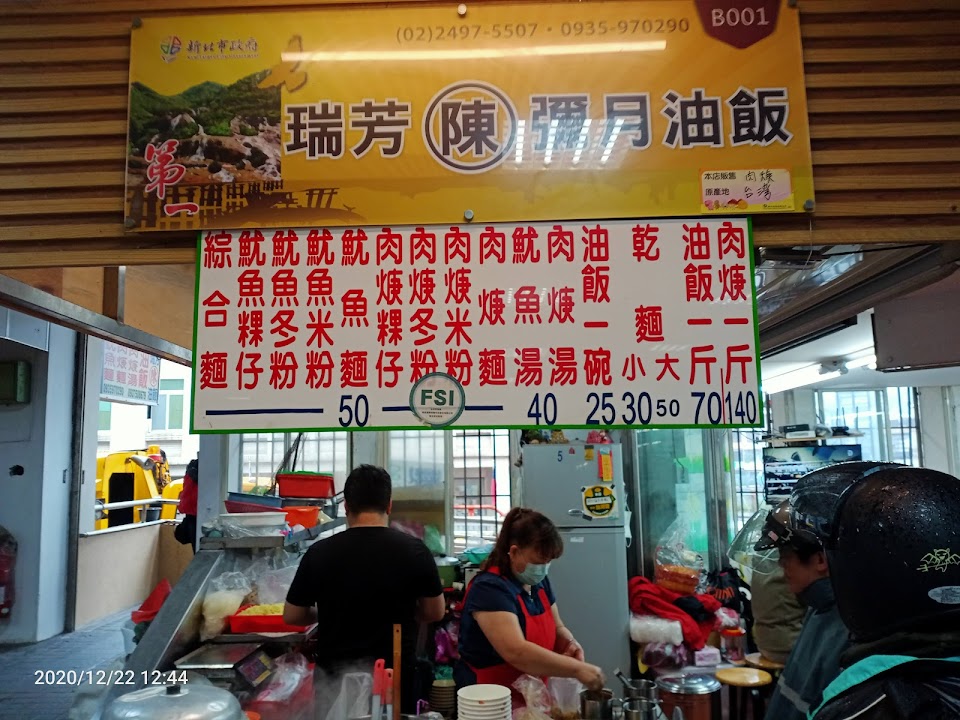 B001
(02)2497-5507・0935-970290
新北市政府
瑞芳陳彌月油飯
第一
本店販售 肉焿
原產地 台灣
綜合麵
魷魚粿仔
魷魚冬粉
魷魚米粉
魷魚麵
肉焿粿仔
肉焿冬粉
肉焿米粉
肉焿麵
魷魚湯
肉焿湯
油飯一碗
乾麵小大
油飯一斤
肉焿一斤
50 40 25 30 50 70 140
FSI
5
2020/12/22 12:44